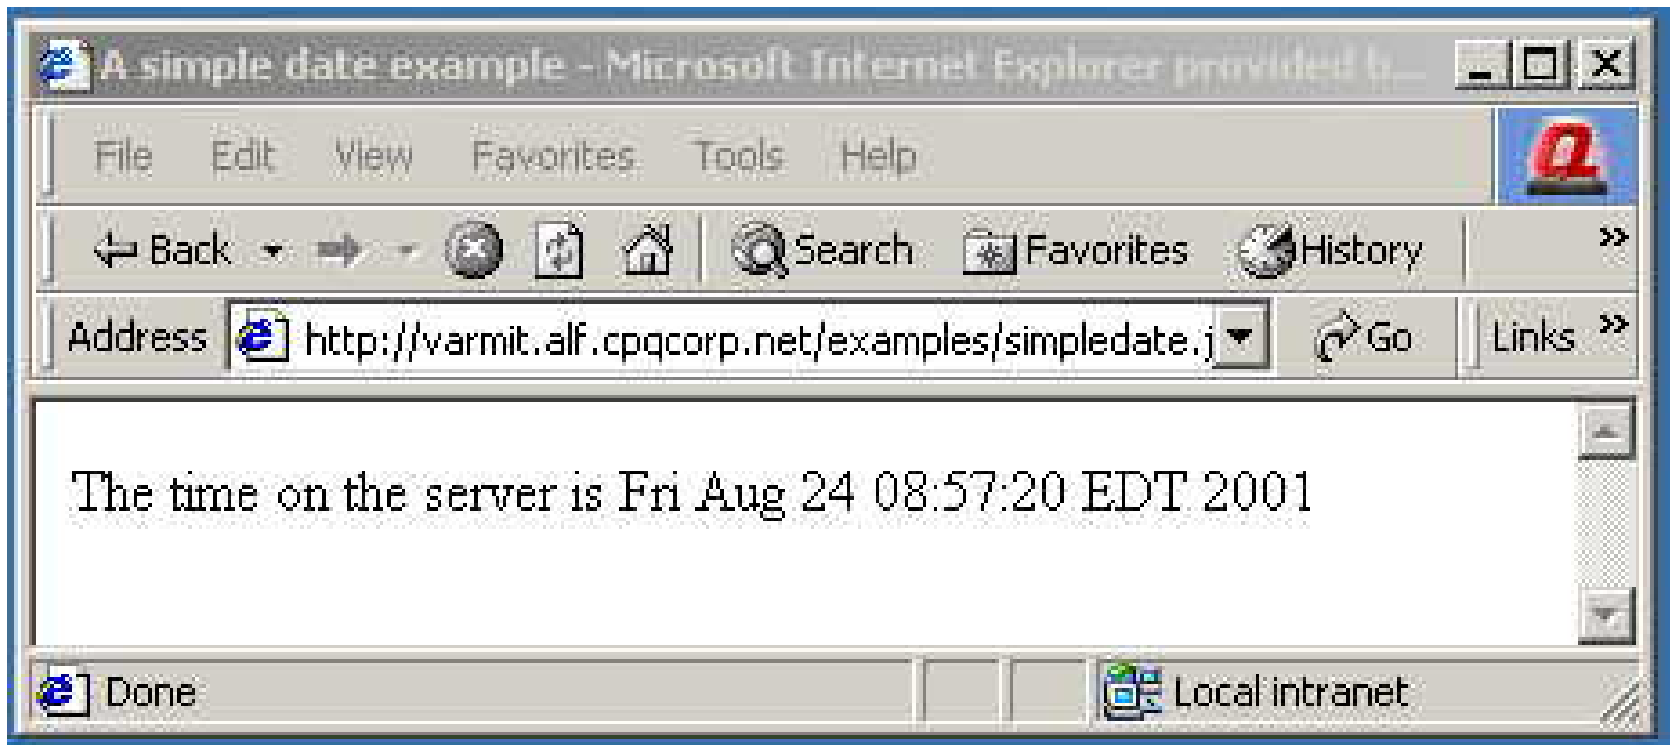 A simple date example - Microsoft Internet Explorer provided b...
File Edit View Favorites Tools Help
Back Search Favorites History »
Address http://varmit.alf.cpqcorp.net/examples/simpledate.j Go Links »
The time on the server is Fri Aug 24 08:57:20 EDT 2001
Done Local intranet